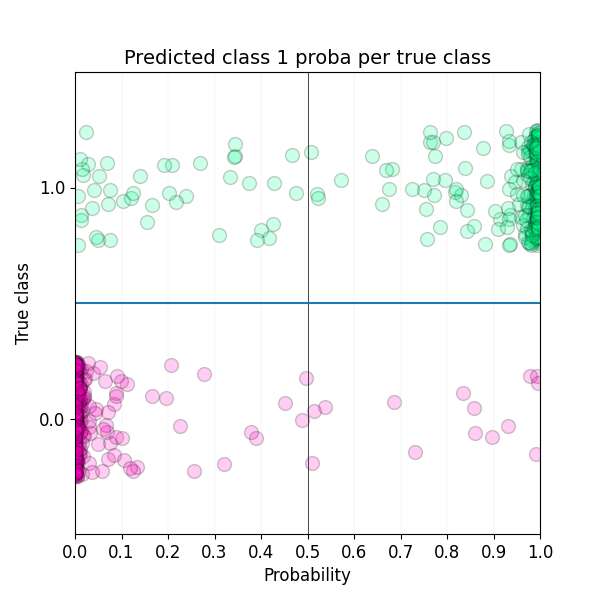 Predicted class 1 proba per true class
True class
1.0
0.0
0.0 0.1 0.2 0.3 0.4 0.5 0.6 0.7 0.8 0.9 1.0
Probability